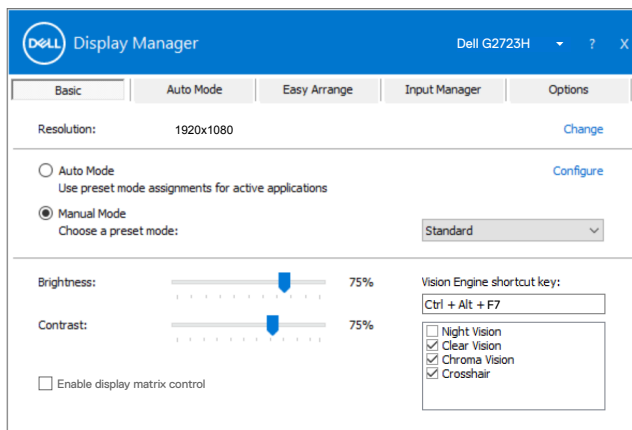 DELL Display Manager Dell G2723H ? X
Basic Auto Mode Easy Arrange Input Manager Options
Resolution: 1920x1080 Change
Auto Mode Configure
Use preset mode assignments for active applications
Manual Mode
Choose a preset mode: Standard
Brightness: 75% Vision Engine shortcut key:
Ctrl + Alt + F7
Contrast: 75%
Night Vision
Clear Vision
Chroma Vision
Crosshair
Enable display matrix control